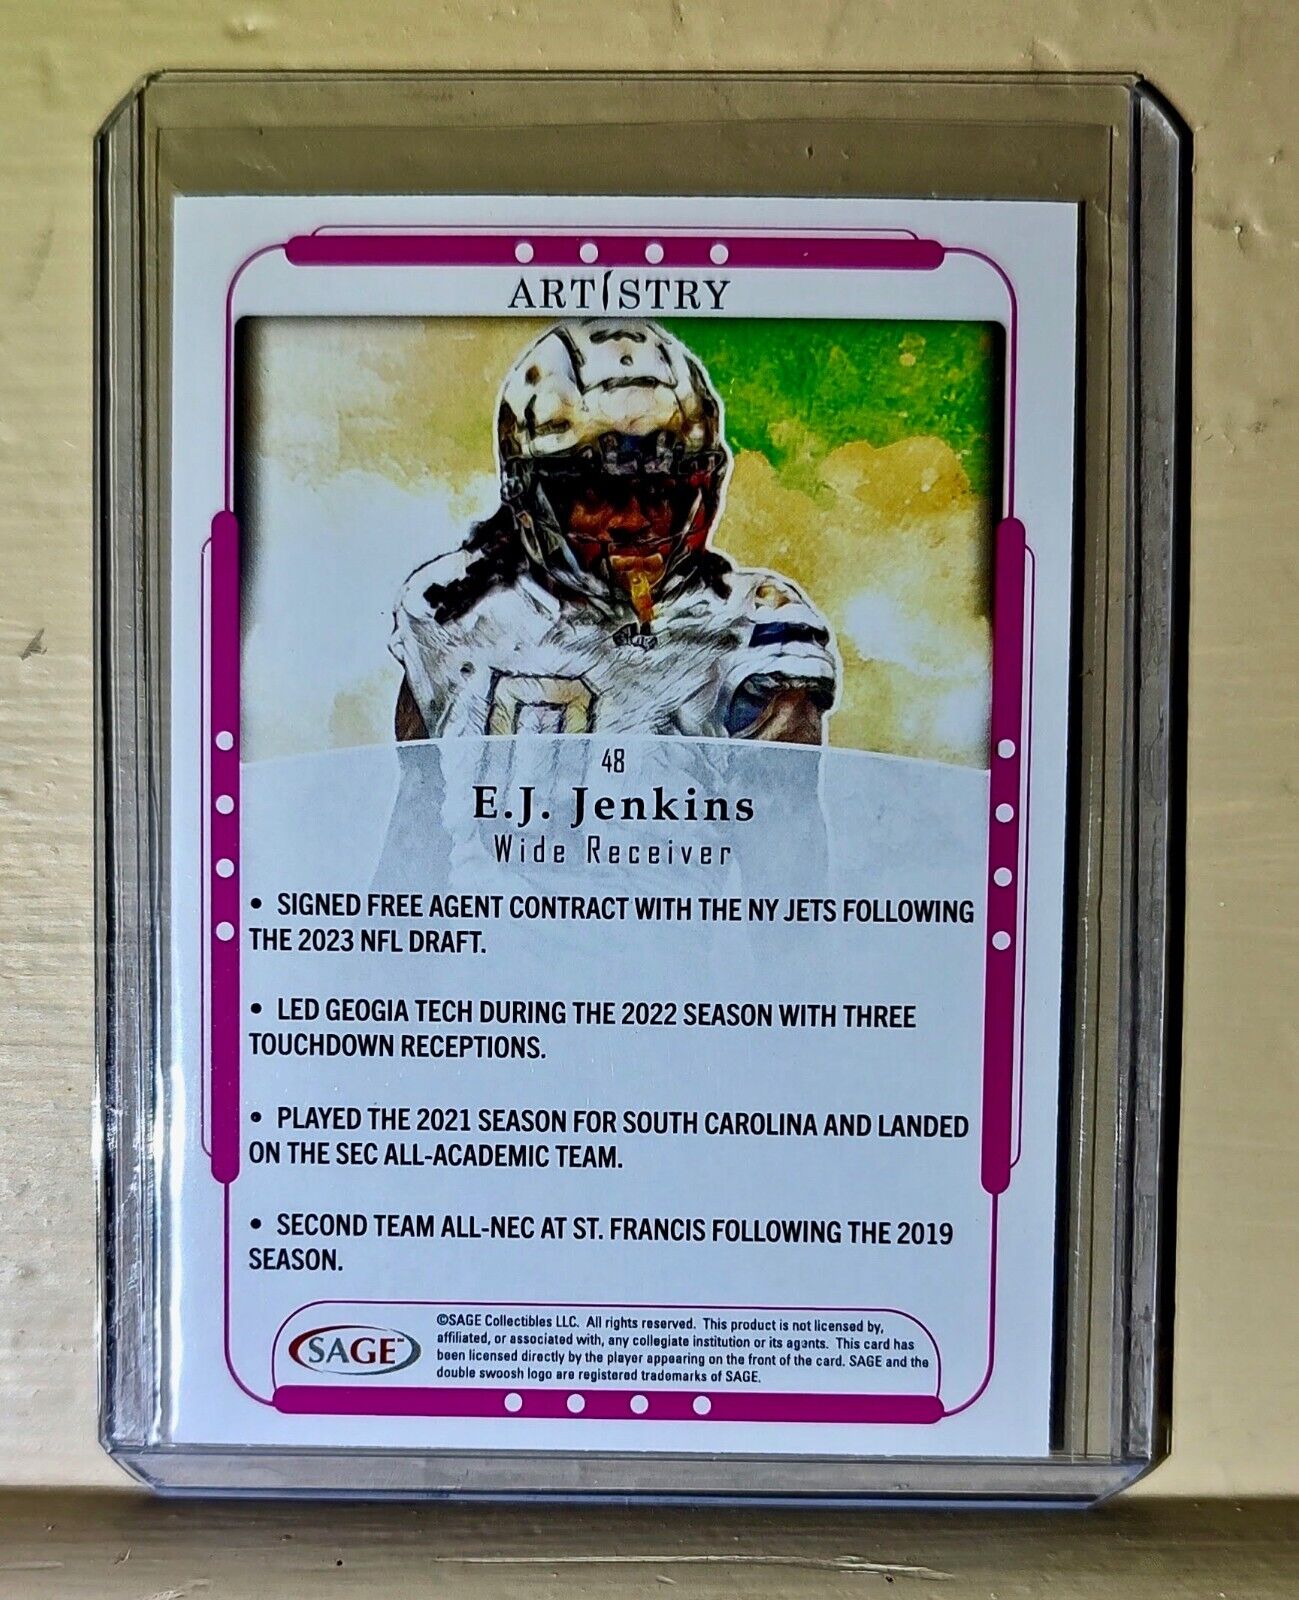 ARTISTRY
48
E.J. Jenkins
Wide Receiver
• SIGNED FREE AGENT CONTRACT WITH THE NY JETS FOLLOWING
THE 2023 NFL DRAFT.
• LED GEOGIA TECH DURING THE 2022 SEASON WITH THREE
TOUCHDOWN RECEPTIONS.
• PLAYED THE 2021 SEASON FOR SOUTH CAROLINA AND LANDED
ON THE SEC ALL-ACADEMIC TEAM.
• SECOND TEAM ALL-NEC AT ST. FRANCIS FOLLOWING THE 2019
SEASON.
SAGE™
©SAGE Collectibles LLC. All rights reserved. This product is not licensed by,
affiliated, or associated with, any collegiate institution or its agents. This card has
been licensed directly by the player appearing on the front of the card. SAGE and the
double swoosh logo are registered trademarks of SAGE.